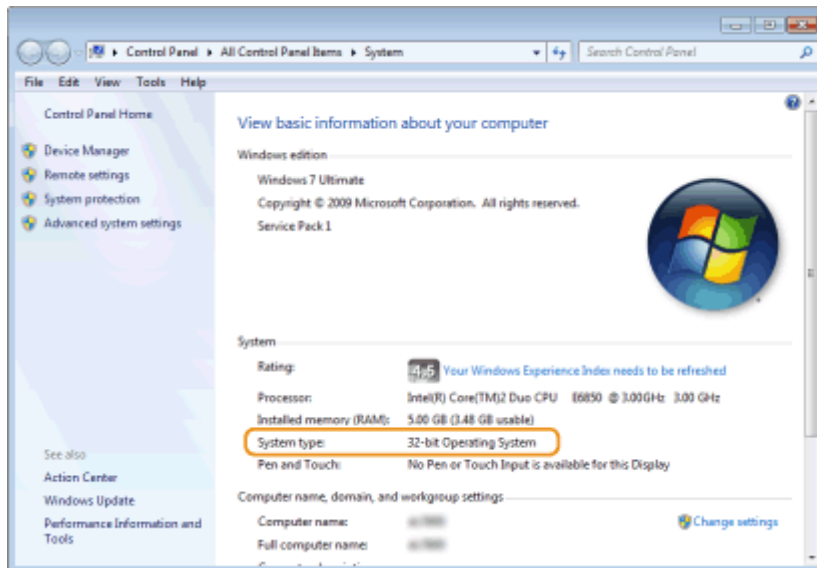 Control Panel ▸ All Control Panel Items ▸ System
Search Control Panel
File Edit View Tools Help
Control Panel Home
Device Manager
Remote settings
System protection
Advanced system settings
See also
Action Center
Windows Update
Performance Information and
Tools
View basic information about your computer
Windows edition
Windows 7 Ultimate
Copyright © 2009 Microsoft Corporation. All rights reserved.
Service Pack 1
System
Rating: 4.5 Your Windows Experience Index needs to be refreshed
Processor: Intel(R) Core(TM)2 Duo CPU E6850 @ 3.00GHz 3.00 GHz
Installed memory (RAM): 5.00 GB (3.48 GB usable)
System type: 32-bit Operating System
Pen and Touch: No Pen or Touch Input is available for this Display
Computer name, domain, and workgroup settings
Computer name: Change settings
Full computer name: